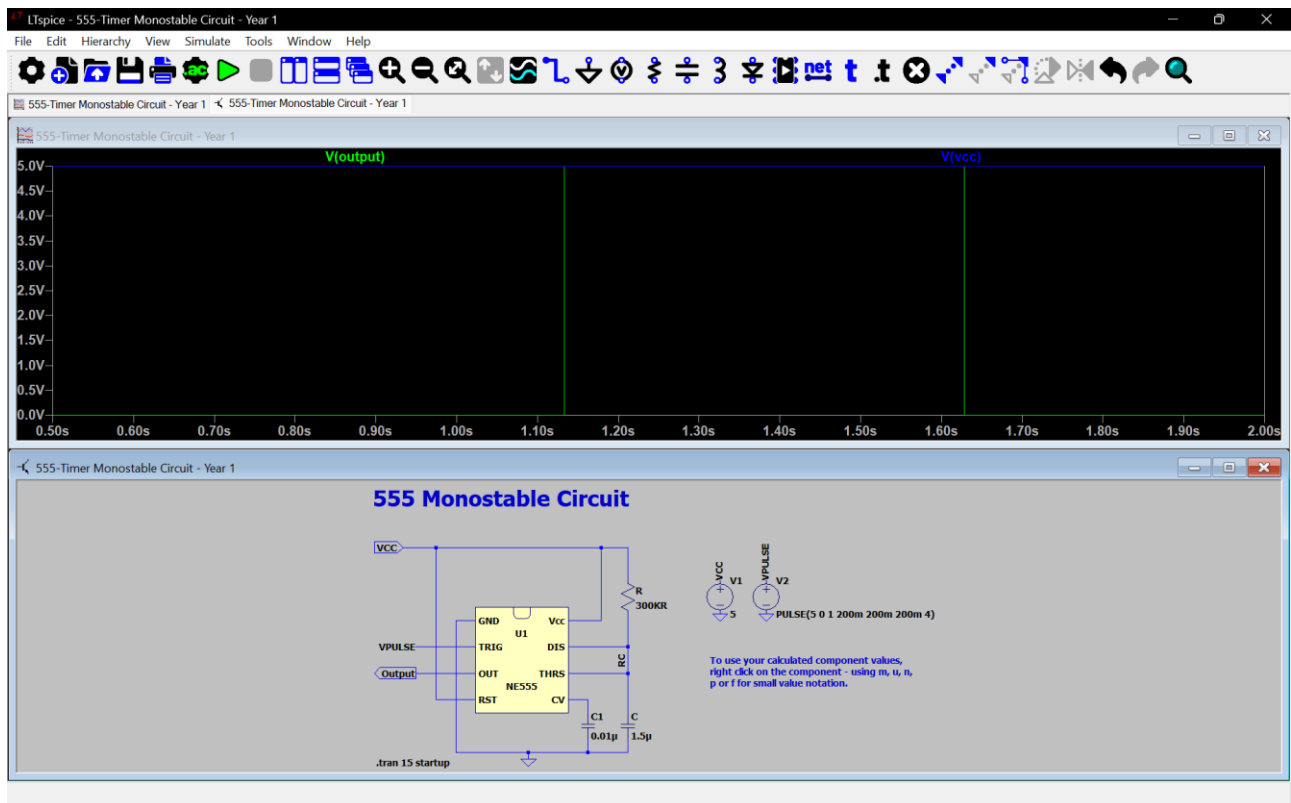 LTspice - 555-Timer Monostable Circuit - Year 1
File Edit Hierarchy View Simulate Tools Window Help
.ac net t .t
555-Timer Monostable Circuit - Year 1 555-Timer Monostable Circuit - Year 1
555-Timer Monostable Circuit - Year 1
V(output) V(vcc)
5.0V
4.5V
4.0V
3.5V
3.0V
2.5V
2.0V
1.5V
1.0V
0.5V
0.0V
0.50s 0.60s 0.70s 0.80s 0.90s 1.00s 1.10s 1.20s 1.30s 1.40s 1.50s 1.60s 1.70s 1.80s 1.90s 2.00s
555-Timer Monostable Circuit - Year 1
555 Monostable Circuit
VCC
R
300KR
GND Vcc
U1
VPULSE TRIG DIS
RC
Output OUT THRS
NE555
RST CV
C1 C
0.01µ 1.5µ
.tran 15 startup
VCC V1 VPULSE V2
5 PULSE(5 0 1 200m 200m 200m 4)
To use your calculated component values,
right click on the component - using m, u, n,
p or f for small value notation.